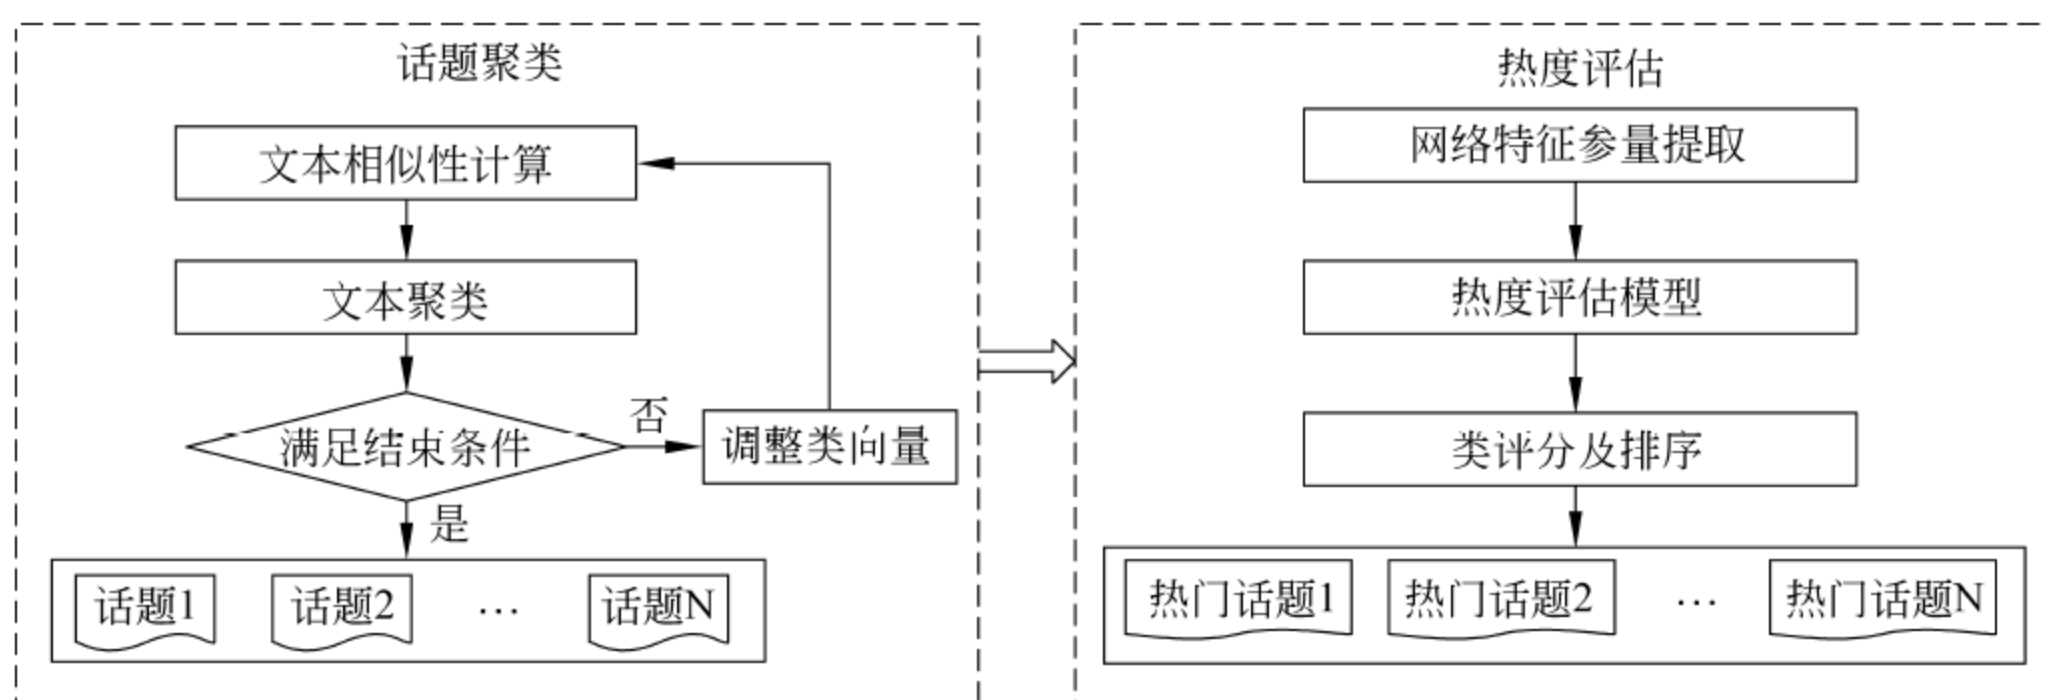 话题聚类
文本相似性计算
文本聚类
满足结束条件
否
调整类向量
是
话题1
话题2
…
话题N
热度评估
网络特征参量提取
热度评估模型
类评分及排序
热门话题1
热门话题2
…
热门话题N